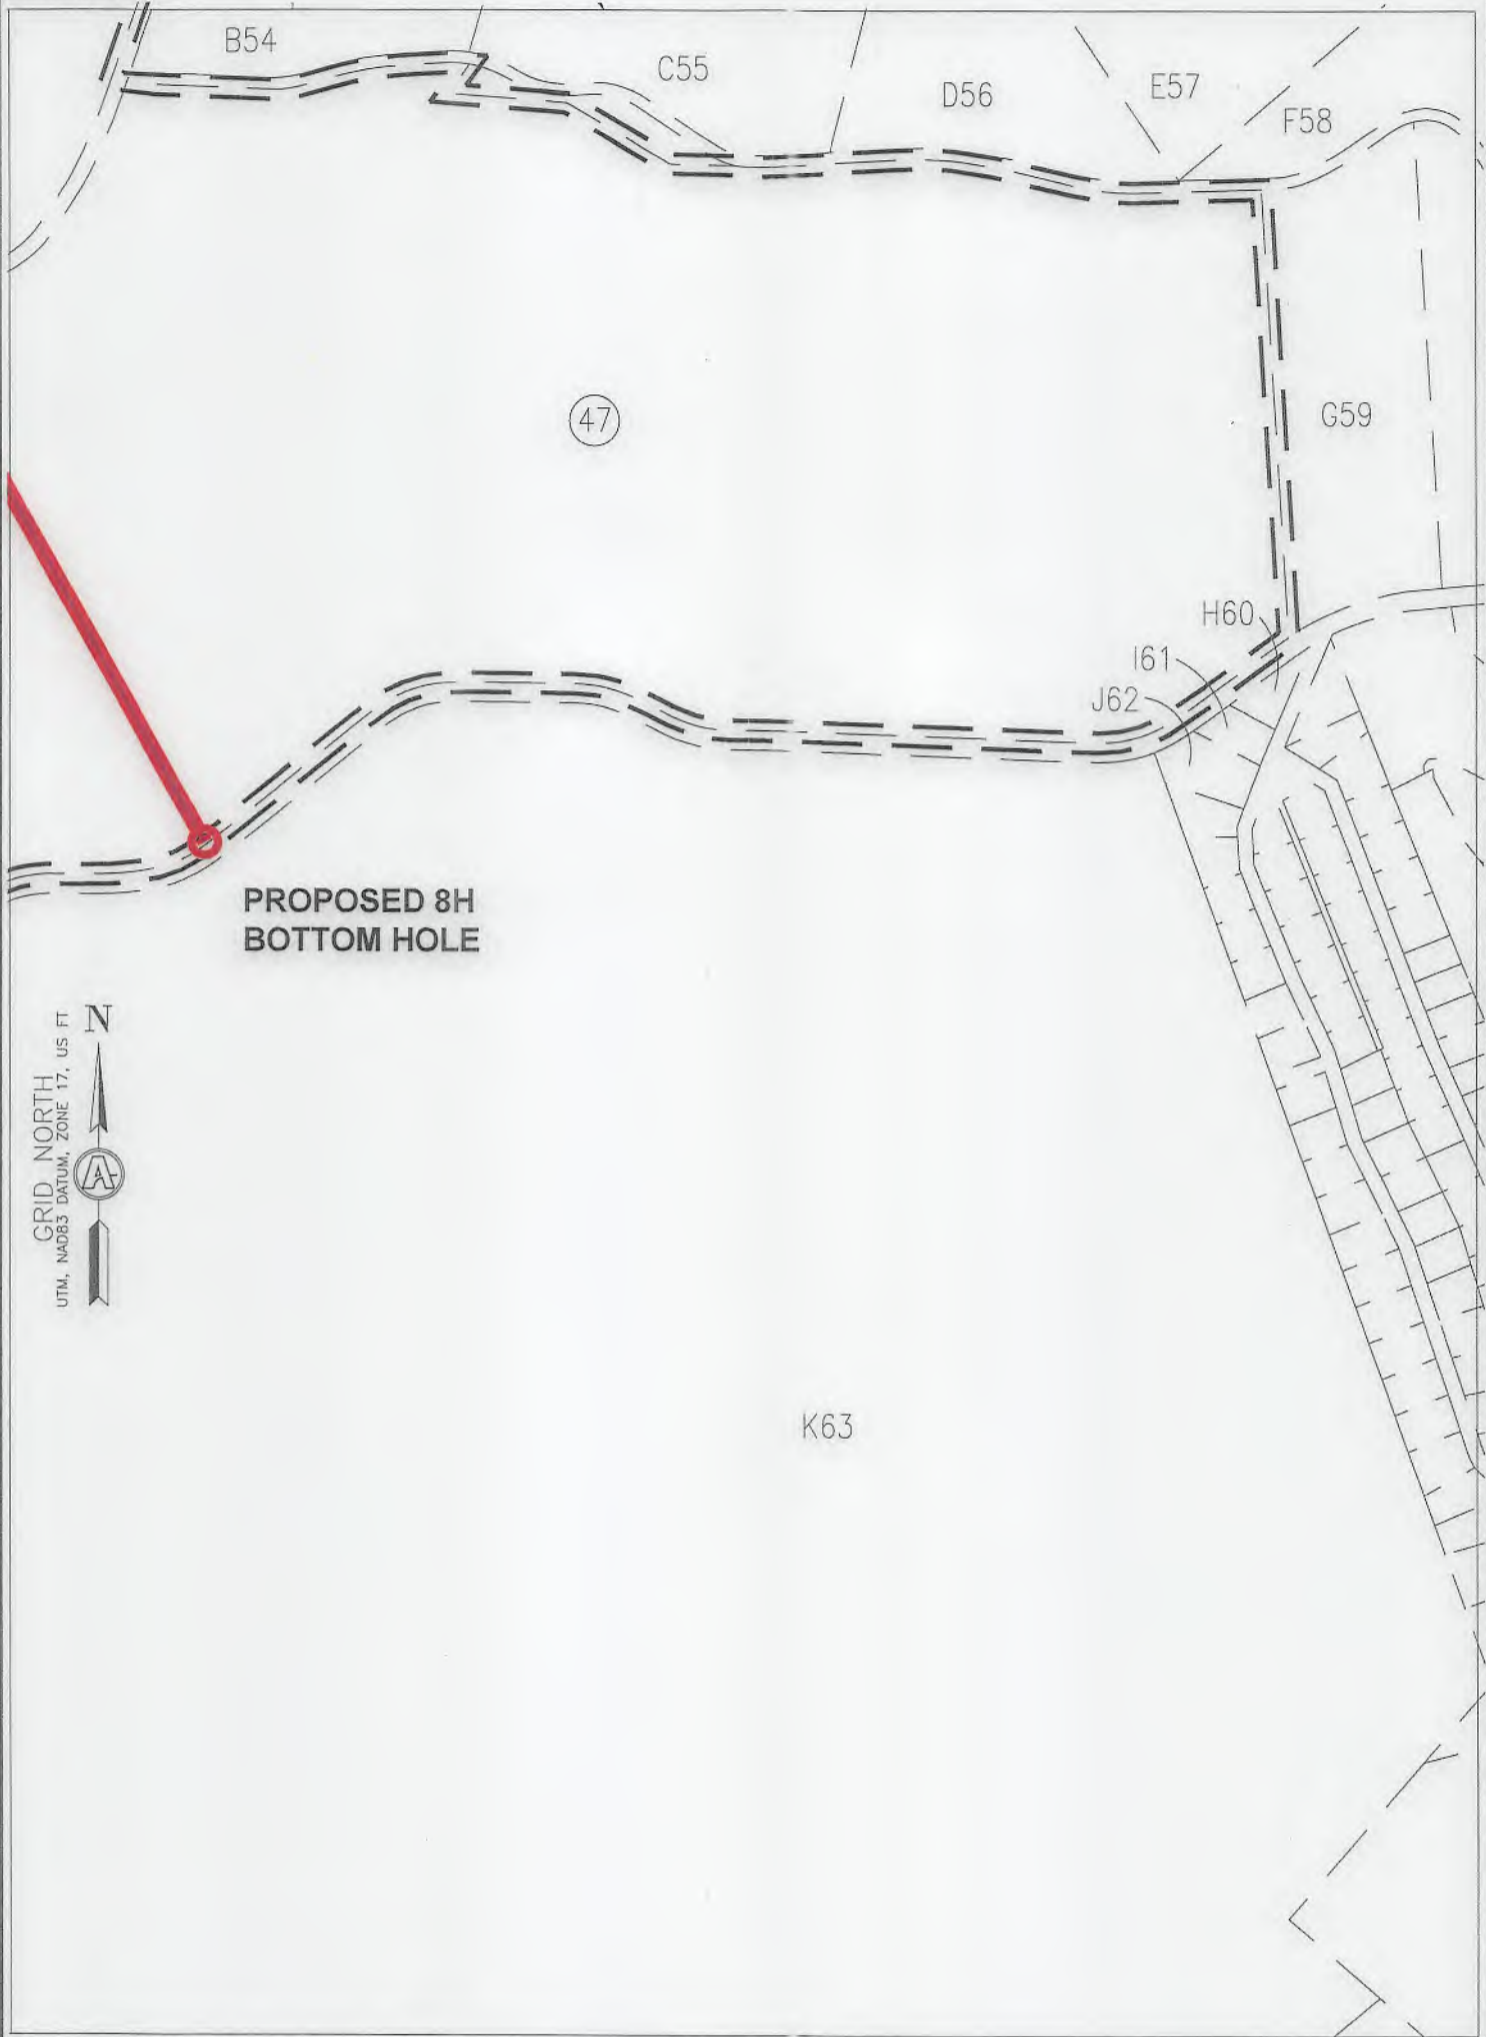 B54
C55
D56
E57
F58
47
G59
H60
I61
J62
PROPOSED 8H
BOTTOM HOLE
N
GRID NORTH
UTM, NAD83 DATUM, ZONE 17, US FT
A
K63